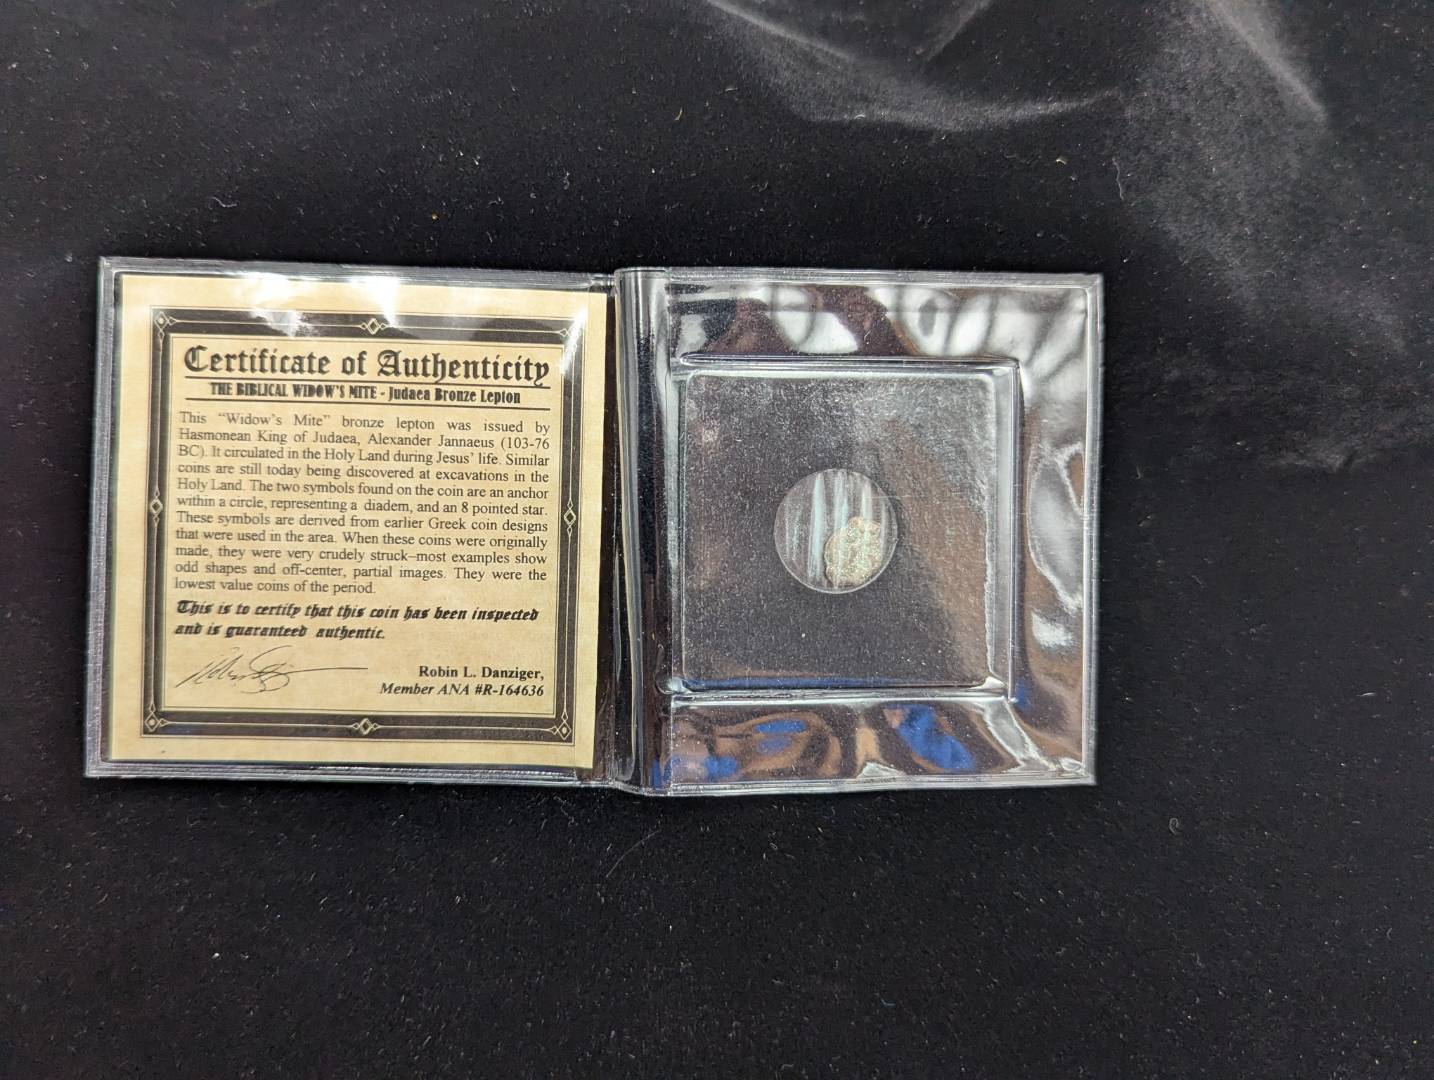 Certificate of Authenticity
THE BIBLICAL WIDOW'S MITE - Judaea Bronze Lepton
This "Widow's Mite" bronze lepton was issued by
Hasmonean King of Judaea, Alexander Jannaeus (103-76
BC). It circulated in the Holy Land during Jesus' life. Similar
coins are still today being discovered at excavations in the
Holy Land. The two symbols found on the coin are an anchor
within a circle, representing a diadem, and an 8 pointed star.
These symbols are derived from earlier Greek coin designs
that were used in the area. When these coins were originally
made, they were very crudely struck–most examples show
odd shapes and off-center, partial images. They were the
lowest value coins of the period.
This is to certify that this coin has been inspected
and is guaranteed authentic.
Robin L. Danziger,
Member ANA #R-164636